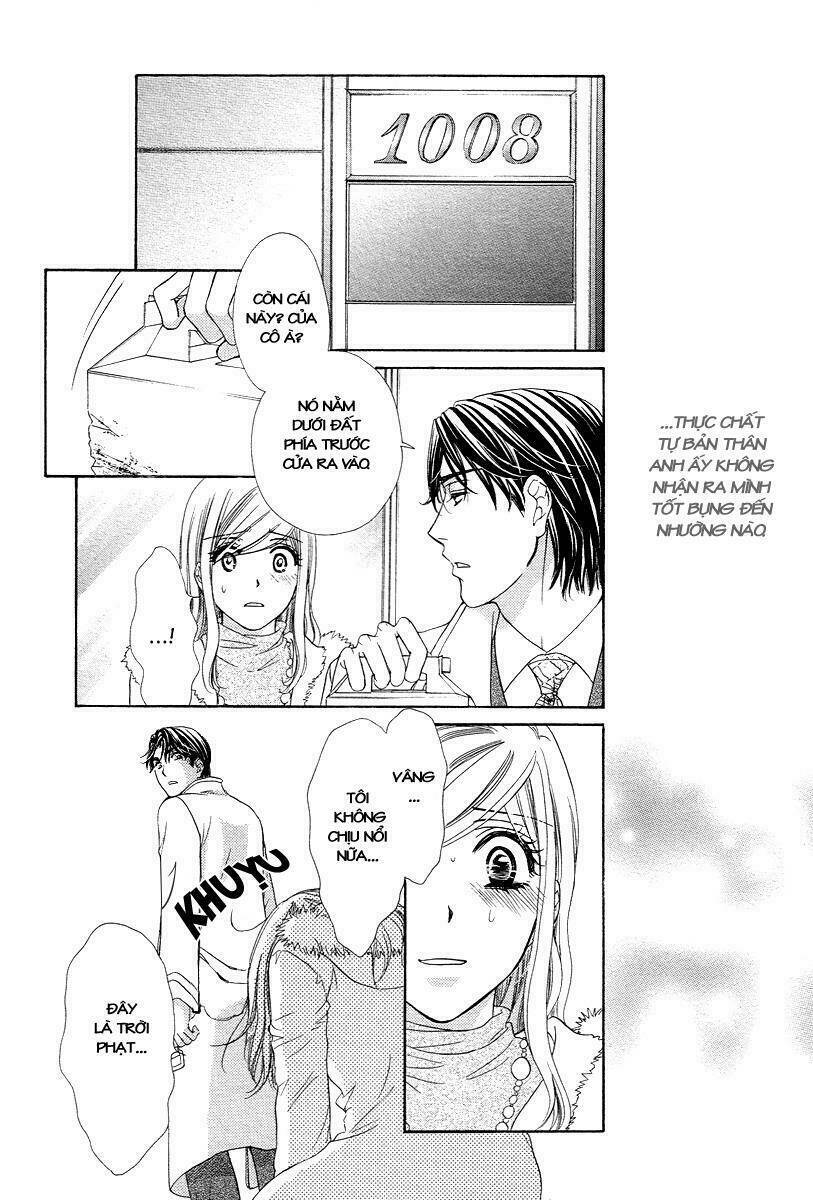 1008
...THỰC CHẤT
TỰ BẢN THÂN
ANH ẤY KHÔNG
NHẬN RA MÌNH
TỐT BỤNG ĐẾN
NHƯỜNG NÀO.
CÒN CÁI
NÀY? CỦA
CÔ À?
NÓ NẰM
DƯỚI ĐẤT
PHÍA TRƯỚC
CỬA RA VÀO.
...!
VÂNG
...
TÔI
KHÔNG
CHỊU NỔI
NỮA...
KHUỴU
ĐÂY
LÀ TRỜI
PHẠT...